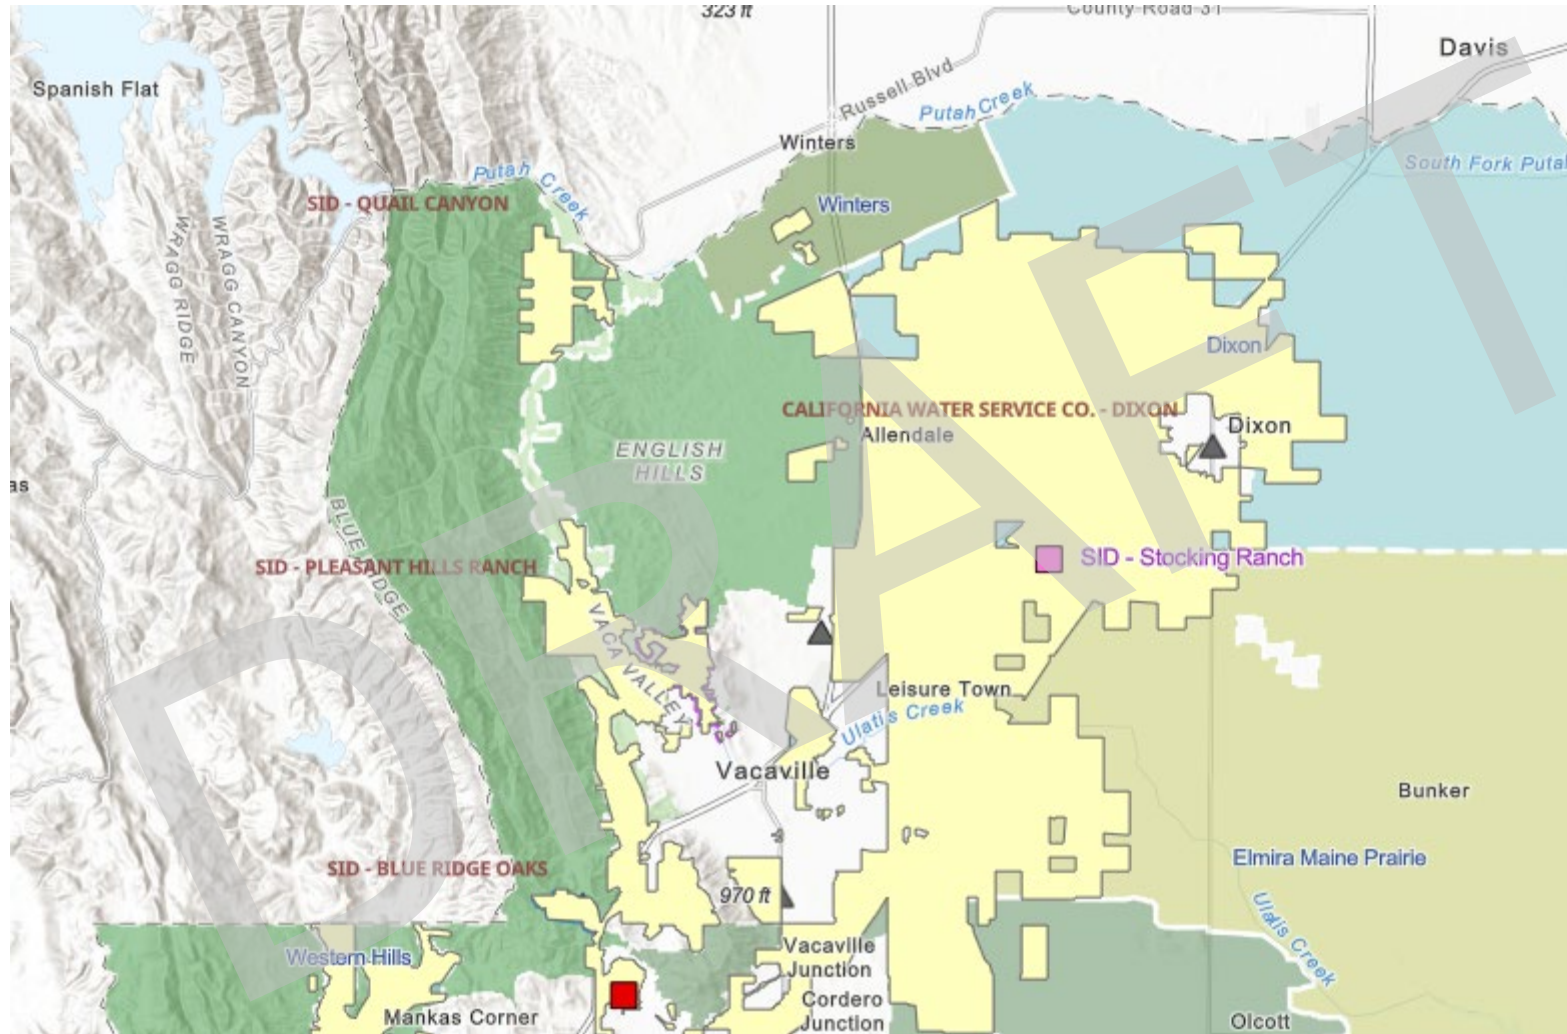 323 ft
County Road 31
Davis
Spanish Flat
Russell Blvd
Putah Creek
Winters
South Fork Putah
Putah Creek
SID - QUAIL CANYON
Winters
WRAGG RIDGE
WRAGG CANYON
Dixon
CALIFORNIA WATER SERVICE CO. - DIXON
Allendale
Dixon
ENGLISH
HILLS
as
BLUE RIDGE
SID - Stocking Ranch
SID - PLEASANT HILLS RANCH
VACA VALLEY
Leisure Town
Ulatis Creek
Vacaville
Bunker
Elmira Maine Prairie
SID - BLUE RIDGE OAKS
970 ft
Ulatis Creek
Western Hills
Vacaville
Junction
Cordero
Junction
Mankas Corner
Olcott
DRAFT